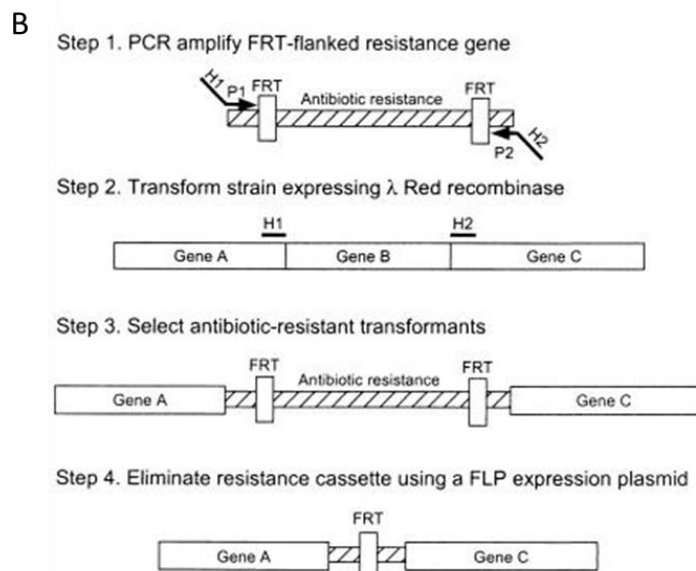 B
Step 1. PCR amplify FRT-flanked resistance gene
H1
P1
FRT
Antibiotic resistance
FRT
P2
H2
Step 2. Transform strain expressing λ Red recombinase
H1
H2
Gene A
Gene B
Gene C
Step 3. Select antibiotic-resistant transformants
FRT
Antibiotic resistance
FRT
Gene A
Gene C
Step 4. Eliminate resistance cassette using a FLP expression plasmid
FRT
Gene A
Gene C